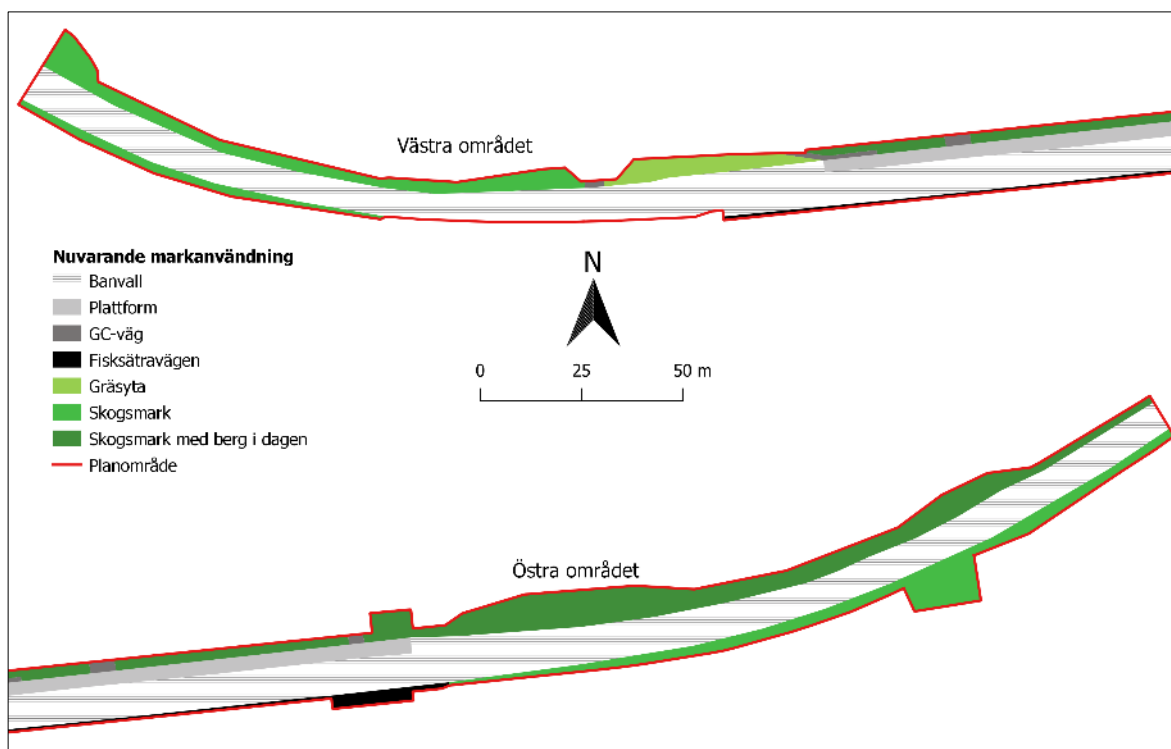 Västra området
Nuvarande markanvändning
Banvall
Plattform
GC-väg
Fisksätravägen
Gräsyta
Skogsmark
Skogsmark med berg i dagen
Planområde
N
0 25 50 m
Östra området